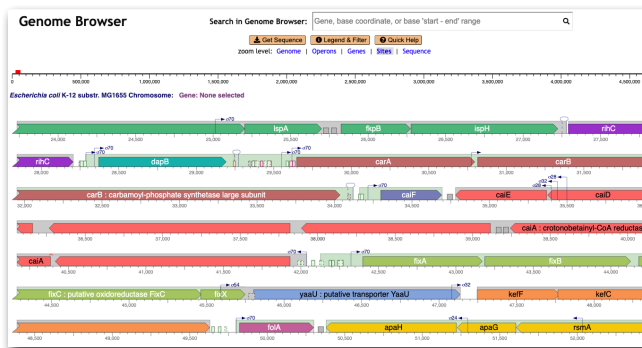 Genome Browser
Search in Genome Browser: Gene, base coordinate, or base 'start - end' range
Get Sequence Legend & Filter Quick Help
zoom level: Genome | Operons | Genes | Sites | Sequence
0 500,000 1,000,000 1,500,000 2,000,000 2,500,000 3,000,000 3,500,000 4,000,000 4,500,000
Escherichia coli K-12 substr. MG1655 Chromosome: Gene: None selected
σ70
lspA fkpB ispH rihC
24,000 24,500 25,000 25,500 26,000 26,500 27,000 27,500
σ70 σ70 σ70
rihC dapB carA carB
28,000 28,500 29,000 29,500 30,000 30,500 31,000 31,500
σ70 σ28
σ32
σ28
carB : carbamoyl-phosphate synthetase large subunit caiF caiE caiD
32,000 32,500 33,000 33,500 34,000 34,500 35,000 35,500
caiA : crotonobetainyl-CoA reductas
36,500 37,000 37,500 38,000 38,500 39,000 39,500 40,000
σ70 σ70
caiA fixA fixB
40,500 41,000 41,500 42,000 42,500 43,000 43,500 44,000
σ54 σ32
fixC : putative oxidoreductase FixC fixX yaaU : putative transporter YaaU kefF kefC
44,500 45,000 45,500 46,000 46,500 47,000 47,500 48,000
σ70 σ24
folA apaH apaG rsmA
48,500 49,000 49,500 50,000 50,500 51,000 51,500 52,000